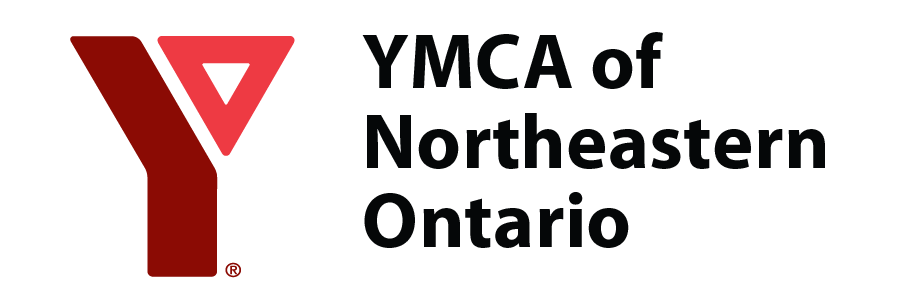 YMCA of
Northeastern
Ontario
®